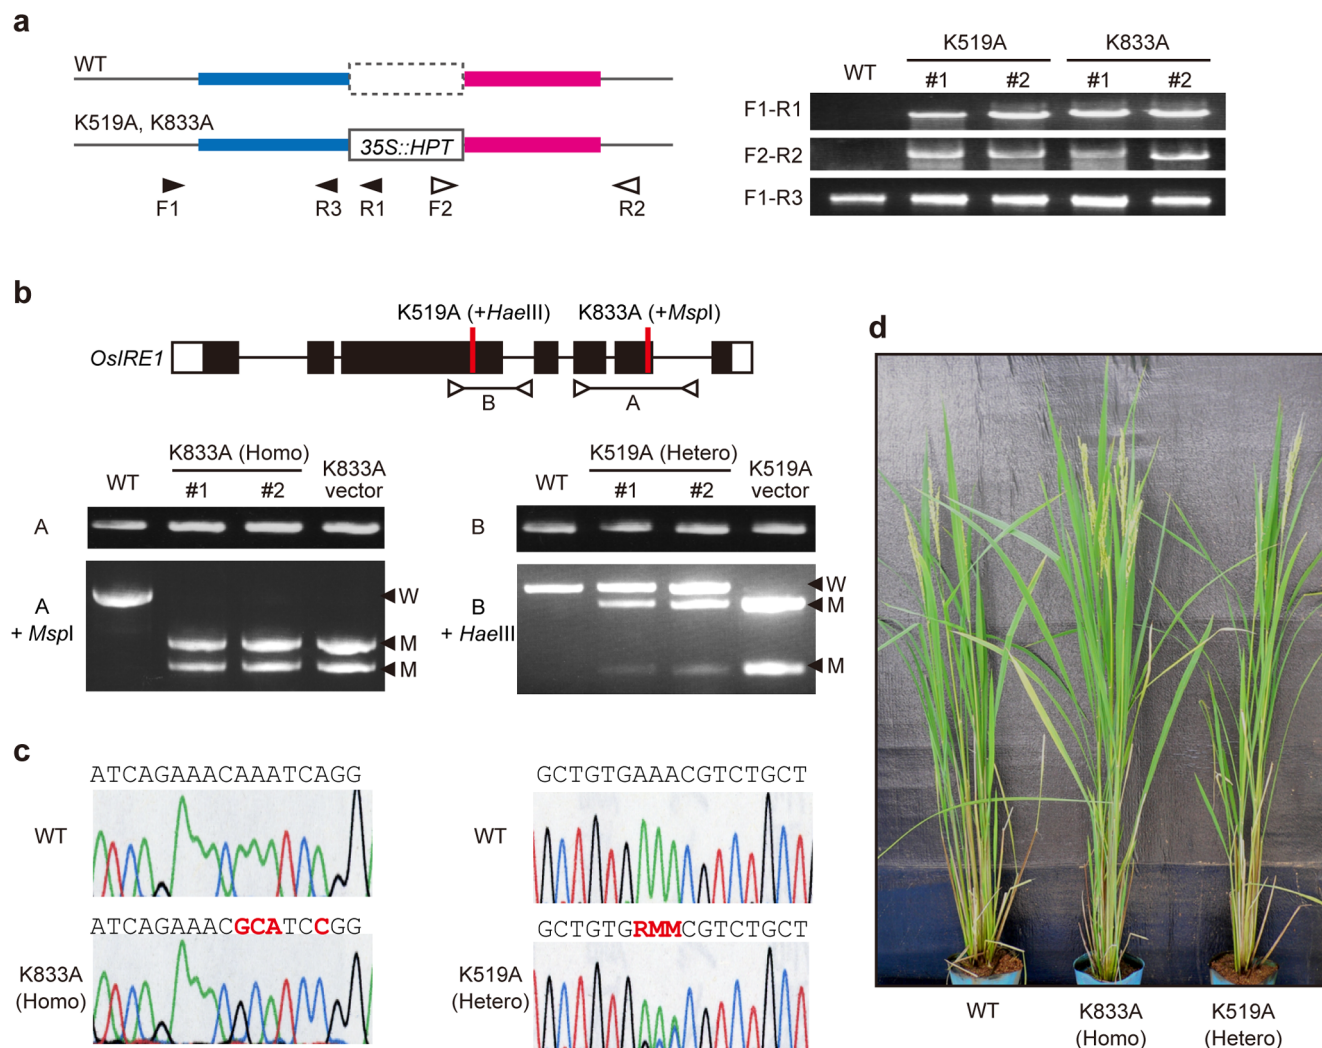 a
WT
K519A, K833A
35S::HPT
F1
R3
R1
F2
R2
K519A
K833A
WT
#1
#2
#1
#2
F1-R1
F2-R2
F1-R3
b
K519A (+HaeIII)
K833A (+MspI)
OsIRE1
B
A
K833A (Homo)
WT
#1
#2
K833A
vector
A
A
+ MspI
W
M
M
K519A (Hetero)
WT
#1
#2
K519A
vector
B
B
+ HaeIII
W
M
M
c
ATCAGAAACAAATCAGG
WT
ATCAGAAACGCATCCGG
K833A
(Homo)
GCTGTGAAACGTCTGCT
WT
GCTGTGRMMCGTCTGCT
K519A
(Hetero)
d
WT
K833A
(Homo)
K519A
(Hetero)